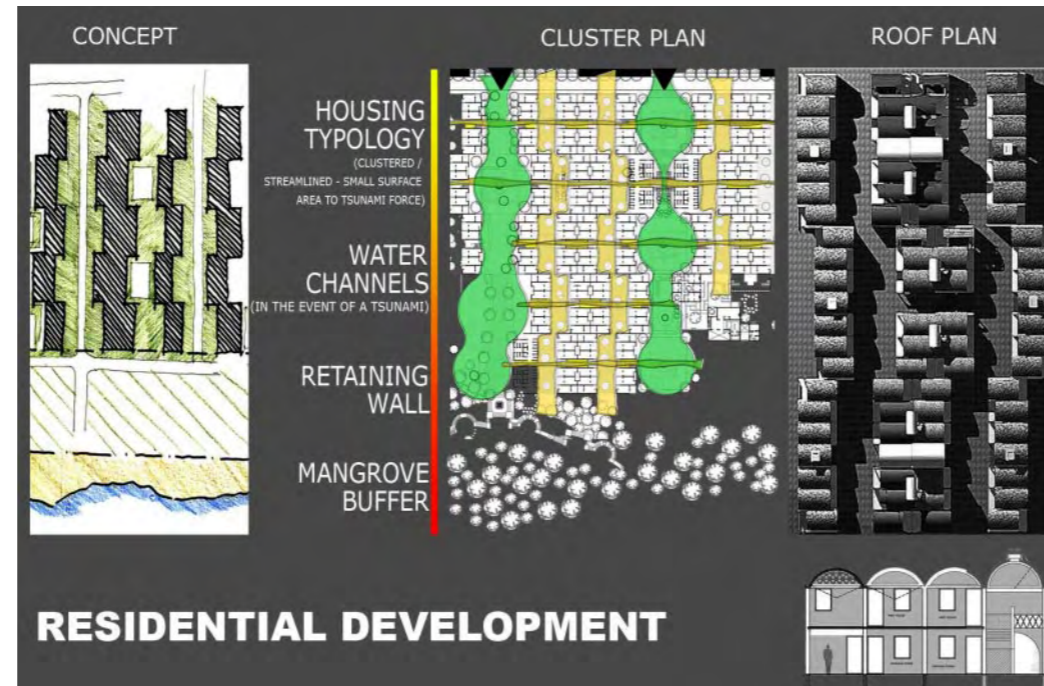 CONCEPT
CLUSTER PLAN
ROOF PLAN
HOUSING
TYPOLOGY
(CLUSTERED /
STREAMLINED - SMALL SURFACE
AREA TO TSUNAMI FORCE)
WATER
CHANNELS
(IN THE EVENT OF A TSUNAMI)
RETAINING
WALL
MANGROVE
BUFFER
RESIDENTIAL DEVELOPMENT